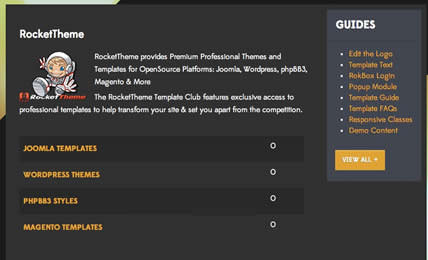 RocketTheme
RocketTheme provides Premium Professional Themes and
Templates for OpenSource Platforms: Joomla, Wordpress, phpBB3,
Magento & More
RocketTheme
The RocketTheme Template Club features exclusive access to
professional templates to help transform your site & set you apart from the competition.
JOOMLA TEMPLATES 0
WORDPRESS THEMES 0
PHPBB3 STYLES 0
MAGENTO TEMPLATES 0
GUIDES
Edit the Logo
Template Text
RokBox Login
Popup Module
Template Guide
Template FAQs
Responsive Classes
Demo Content
VIEW ALL +